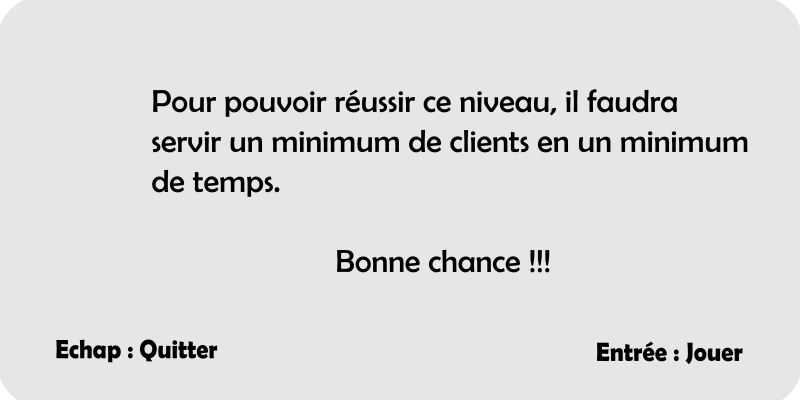 Pour pouvoir réussir ce niveau, il faudra
servir un minimum de clients en un minimum
de temps.
Bonne chance !!!
Echap : Quitter
Entrée : Jouer